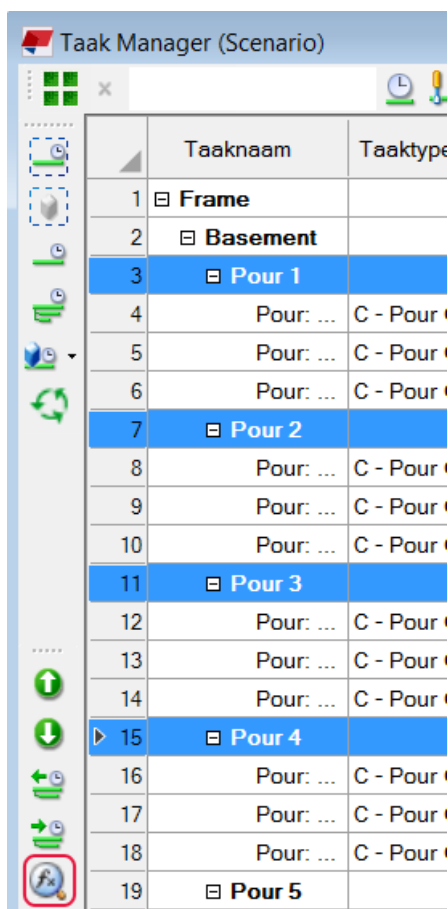 Taak Manager (Scenario)
Taaknaam Taaktype
1 Frame
2 Basement
3 Pour 1
4 Pour: ... C - Pour
5 Pour: ... C - Pour
6 Pour: ... C - Pour
7 Pour 2
8 Pour: ... C - Pour
9 Pour: ... C - Pour
10 Pour: ... C - Pour
11 Pour 3
12 Pour: ... C - Pour
13 Pour: ... C - Pour
14 Pour: ... C - Pour
15 Pour 4
16 Pour: ... C - Pour
17 Pour: ... C - Pour
18 Pour: ... C - Pour
19 Pour 5